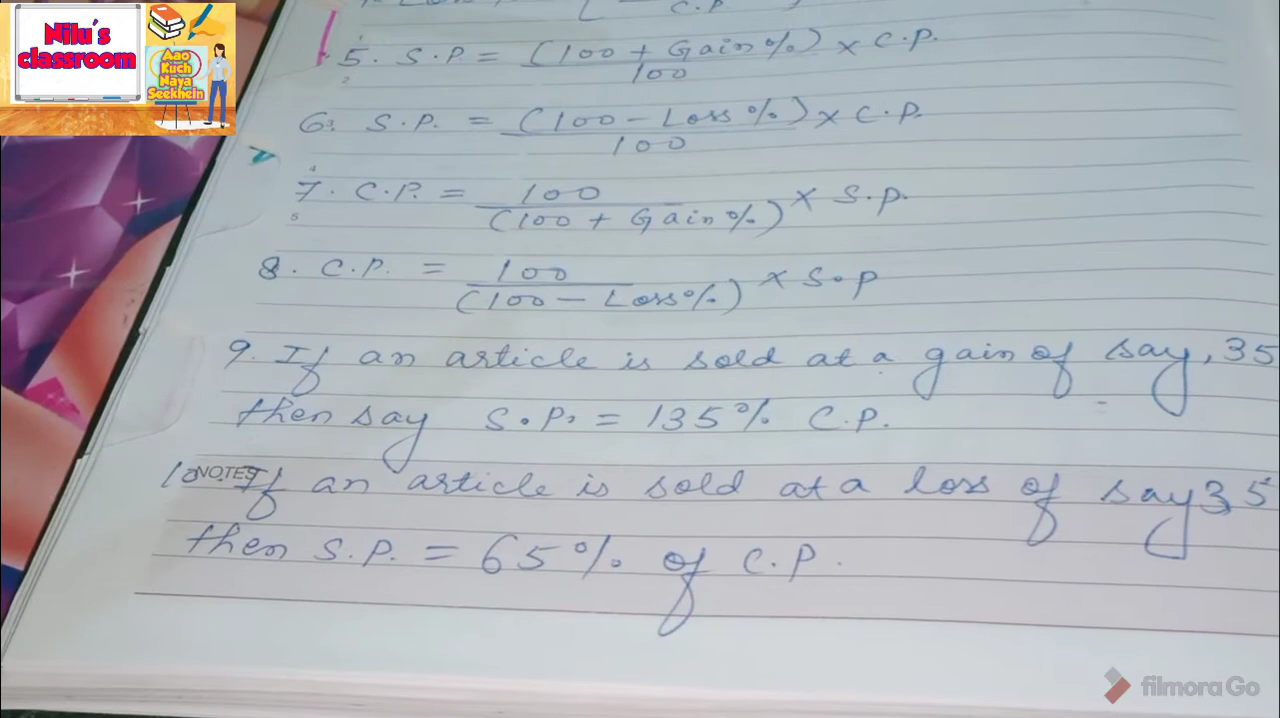 Nilu's
classroom
Aao
Kuch
Naya
Seekhein
C.P
5. S.P = (100 + Gain %) × C.P.
100
6. S.P. = (100 - Loss %) × C.P.
100
7. C.P. = 100 × S.P.
(100 + Gain %)
8. C.P. = 100 × S.P
(100 - Loss %)
9. If an article is sold at a gain of say, 35
then say S.P. = 135% C.P.
10 NOTES If an article is sold at a loss of say 35
then S.P. = 65% of C.P.
filmora Go